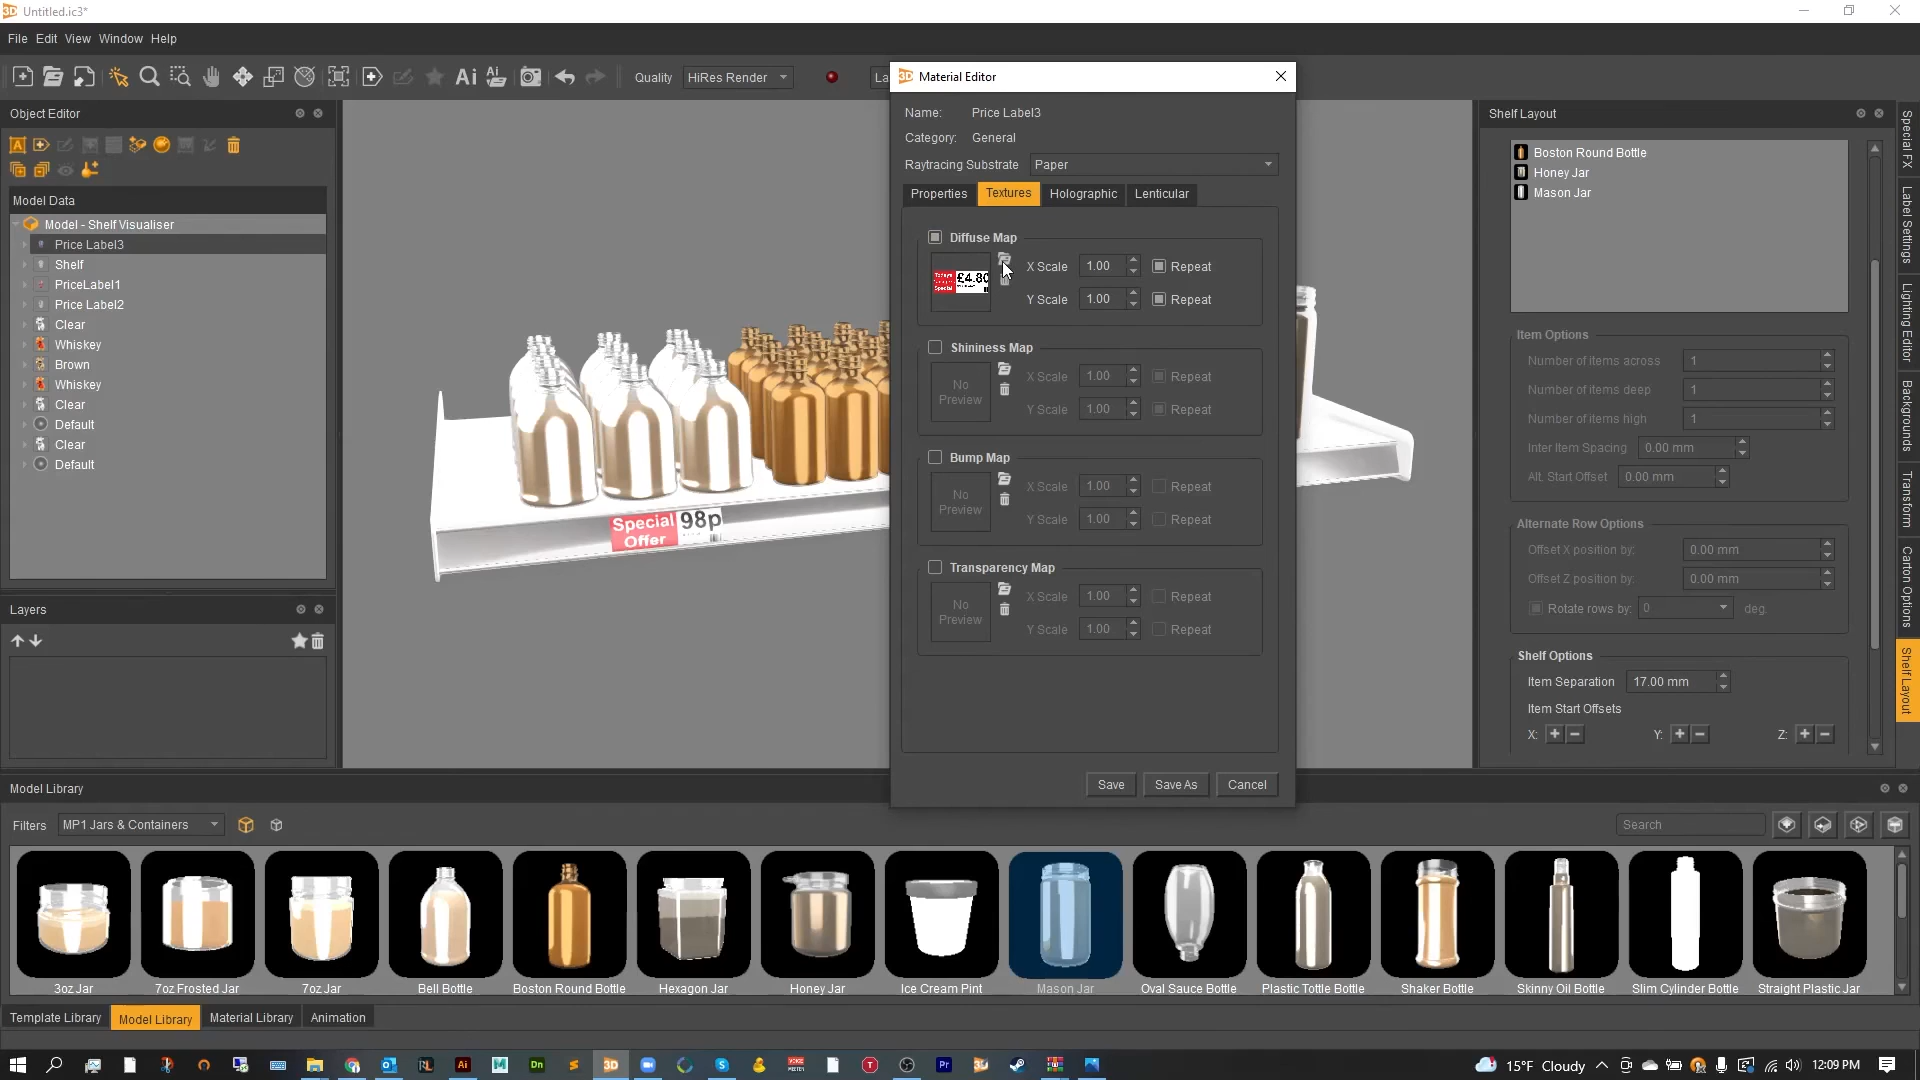 Untitled.ic3*
File Edit View Window Help
Quality HiRes Render
La
Object Editor
Model Data
Model - Shelf Visualiser
Price Label3
Shelf
PriceLabel1
Price Label2
Clear
Whiskey
Brown
Whiskey
Clear
Default
Clear
Default
Layers
Special Offer 98p
Material Editor
Name: Price Label3
Category: General
Raytracing Substrate Paper
Properties Textures Holographic Lenticular
Diffuse Map
£4.80
X Scale 1.00 Repeat
Y Scale 1.00 Repeat
Shininess Map
No Preview
X Scale 1.00 Repeat
Y Scale 1.00 Repeat
Bump Map
No Preview
X Scale 1.00 Repeat
Y Scale 1.00 Repeat
Transparency Map
No Preview
X Scale 1.00 Repeat
Y Scale 1.00 Repeat
Save Save As Cancel
Shelf Layout
Boston Round Bottle
Honey Jar
Mason Jar
Item Options
Number of items across 1
Number of items deep 1
Number of items high 1
Inter Item Spacing 0.00 mm
Alt. Start Offset 0.00 mm
Alternate Row Options
Offset X position by: 0.00 mm
Offset Z position by: 0.00 mm
Rotate rows by: 0 deg.
Shelf Options
Item Separation 17.00 mm
Item Start Offsets
X: + - Y: + - Z: + -
Special FX
Label Settings
Lighting Editor
Backgrounds
Transform
Carton Options
Shelf Layout
Model Library
Filters MP1 Jars & Containers
Search
3oz Jar 7oz Frosted Jar 7oz Jar Bell Bottle Boston Round Bottle Hexagon Jar Honey Jar Ice Cream Pint Mason Jar Oval Sauce Bottle Plastic Tottle Bottle Shaker Bottle Skinny Oil Bottle Slim Cylinder Bottle Straight Plastic Jar
Template Library Model Library Material Library Animation
15°F Cloudy 12:09 PM